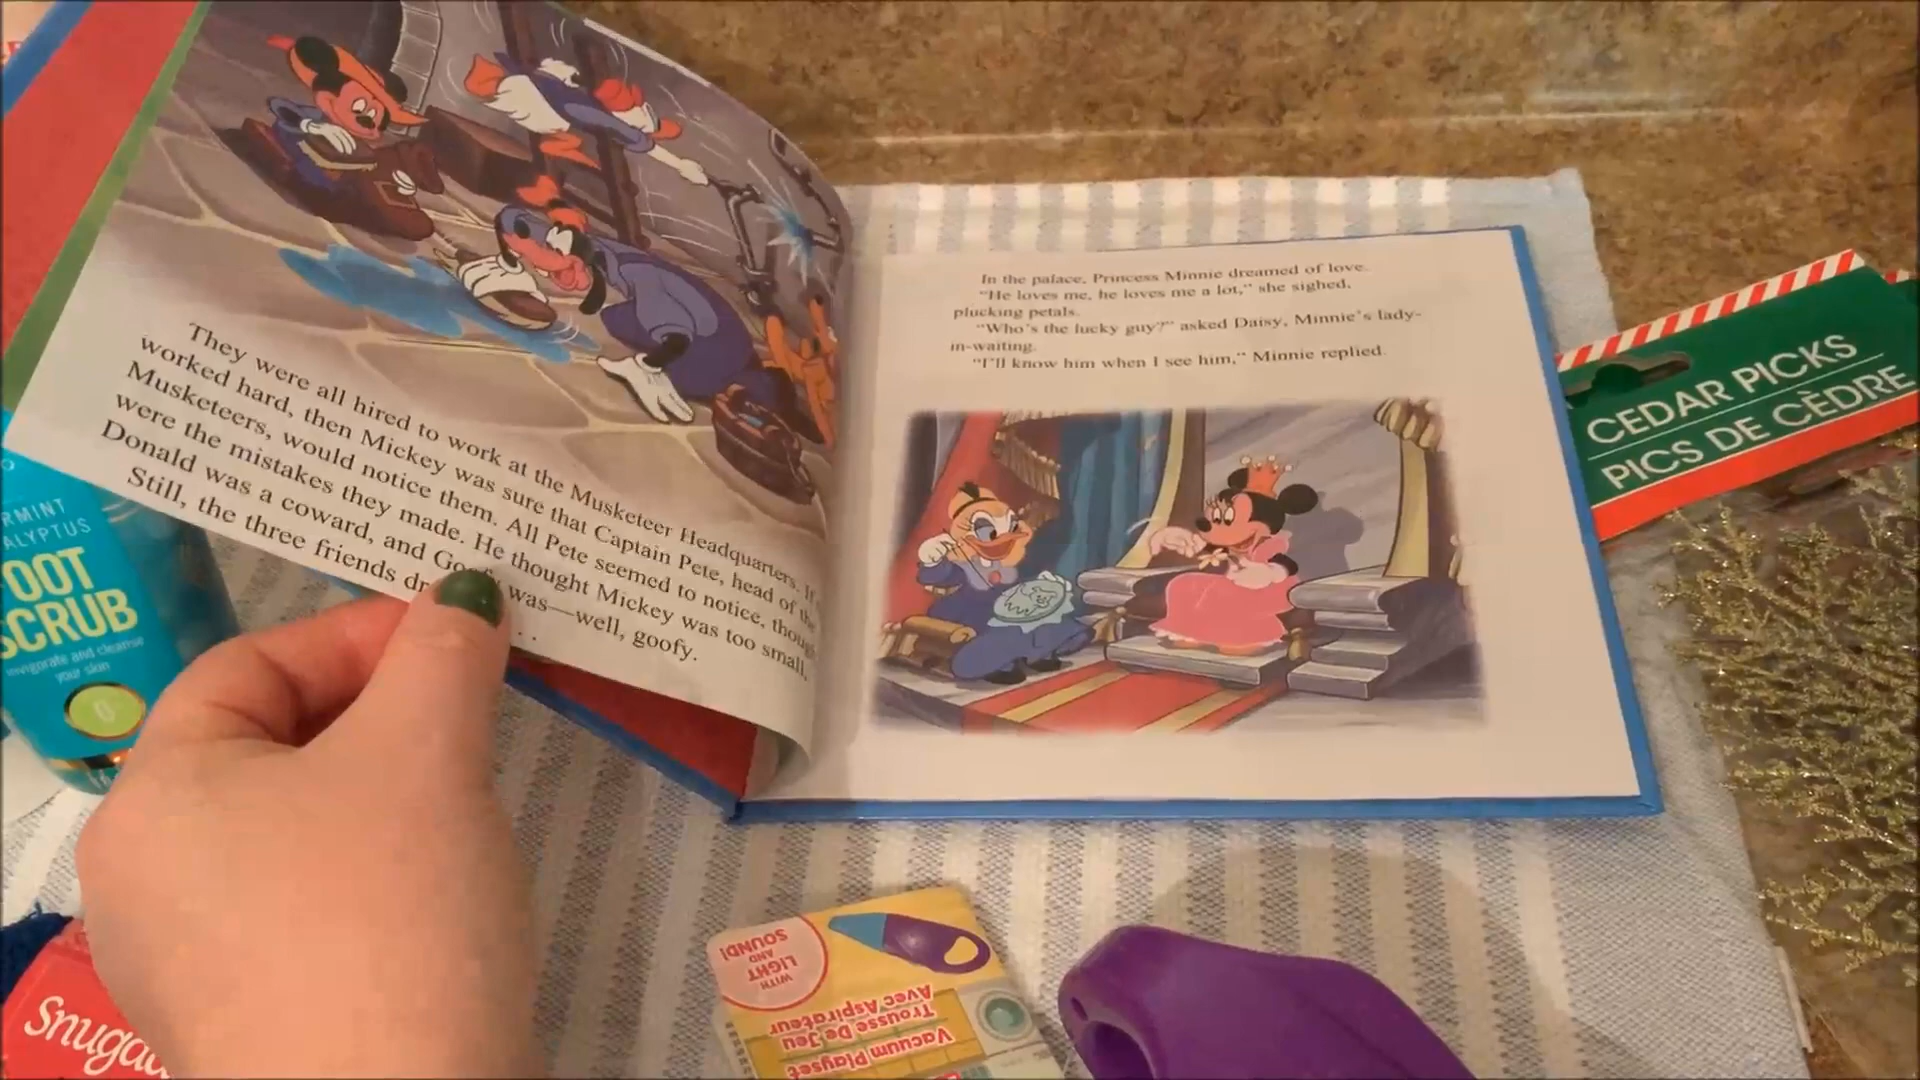 They were all hired to work at the Musketeer Headquarters. If
worked hard, then Mickey was sure that Captain Pete, head of the
Musketeers, would notice them. All Pete seemed to notice, though
were the mistakes they made. He thought Mickey was too small,
Donald was a coward, and was—well, goofy.
Still, the three friends
In the palace, Princess Minnie dreamed of love.
"He loves me, he loves me a lot," she sighed,
plucking petals.
"Who's the lucky guy?" asked Daisy, Minnie's lady-
in-waiting.
"I'll know him when I see him," Minnie replied.
CEDAR PICKS
PICS DE CÈDRE
SCRUB
invigorate and cleanse
your skin
WITH
LIGHT
AND
SOUND!
Vacuum Playset
Trousse De Jeu
Avec Aspirateur